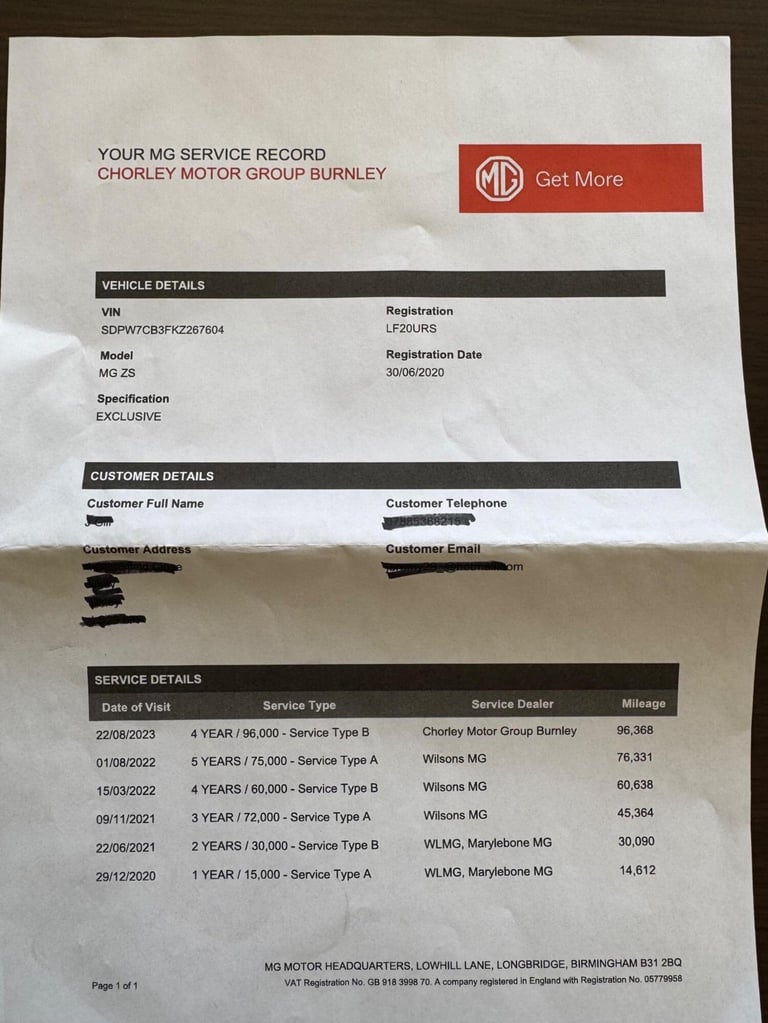 YOUR MG SERVICE RECORD
CHORLEY MOTOR GROUP BURNLEY
MG Get More
VEHICLE DETAILS
VIN Registration
SDPW7CB3FKZ267604 LF20URS
Model Registration Date
MG ZS 30/06/2020
Specification
EXCLUSIVE
CUSTOMER DETAILS
Customer Full Name Customer Telephone
Customer Address Customer Email
SERVICE DETAILS
Date of Visit Service Type Service Dealer Mileage
22/08/2023 4 YEAR / 96,000 - Service Type B Chorley Motor Group Burnley 96,368
01/08/2022 5 YEARS / 75,000 - Service Type A Wilsons MG 76,331
15/03/2022 4 YEARS / 60,000 - Service Type B Wilsons MG 60,638
09/11/2021 3 YEAR / 72,000 - Service Type A Wilsons MG 45,364
22/06/2021 2 YEARS / 30,000 - Service Type B WLMG, Marylebone MG 30,090
29/12/2020 1 YEAR / 15,000 - Service Type A WLMG, Marylebone MG 14,612
MG MOTOR HEADQUARTERS, LOWHILL LANE, LONGBRIDGE, BIRMINGHAM B31 2BQ
Page 1 of 1 VAT Registration No. GB 918 3998 70. A company registered in England with Registration No. 05779958